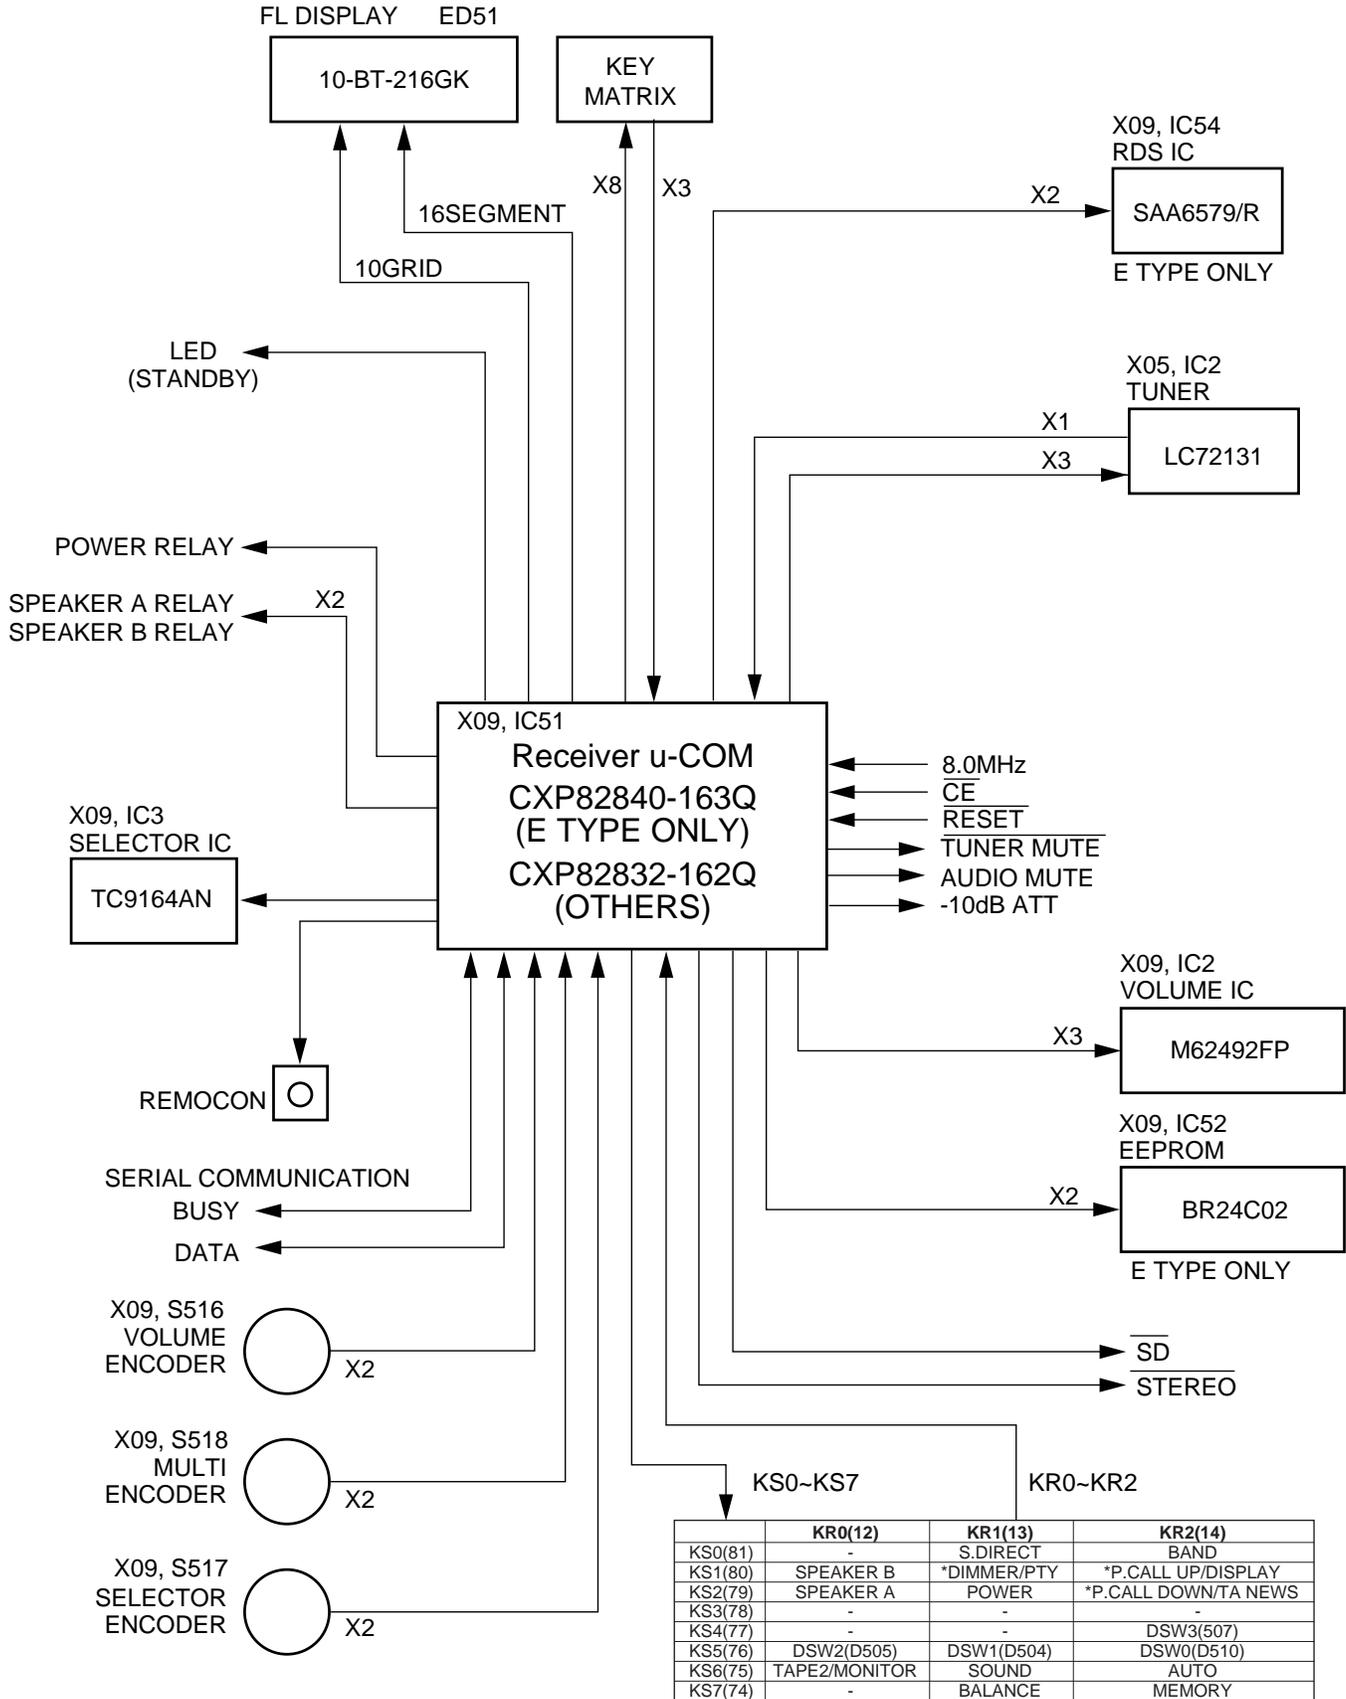 FL DISPLAY ED51
10-BT-216GK
KEY
MATRIX
X09, IC54
RDS IC
SAA6579/R
E TYPE ONLY
X8
X3
X2
16SEGMENT
10GRID
LED
(STANDBY)
X05, IC2
TUNER
LC72131
X1
X3
POWER RELAY
SPEAKER A RELAY
SPEAKER B RELAY
X2
X09, IC51
Receiver u-COM
CXP82840-163Q
(E TYPE ONLY)
CXP82832-162Q
(OTHERS)
8.0MHz
CE
RESET
TUNER MUTE
AUDIO MUTE
-10dB ATT
X09, IC3
SELECTOR IC
TC9164AN
X09, IC2
VOLUME IC
M62492FP
X3
REMOCON
X09, IC52
EEPROM
BR24C02
E TYPE ONLY
X2
SERIAL COMMUNICATION
BUSY
DATA
X09, S516
VOLUME
ENCODER
X2
SD
STEREO
X09, S518
MULTI
ENCODER
X2
KS0~KS7
KR0~KR2
X09, S517
SELECTOR
ENCODER
X2
KR0(12) KR1(13) KR2(14)
KS0(81) - S.DIRECT BAND
KS1(80) SPEAKER B *DIMMER/PTY *P.CALL UP/DISPLAY
KS2(79) SPEAKER A POWER *P.CALL DOWN/TA NEWS
KS3(78) - - -
KS4(77) - - DSW3(507)
KS5(76) DSW2(D505) DSW1(D504) DSW0(D510)
KS6(75) TAPE2/MONITOR SOUND AUTO
KS7(74) - BALANCE MEMORY